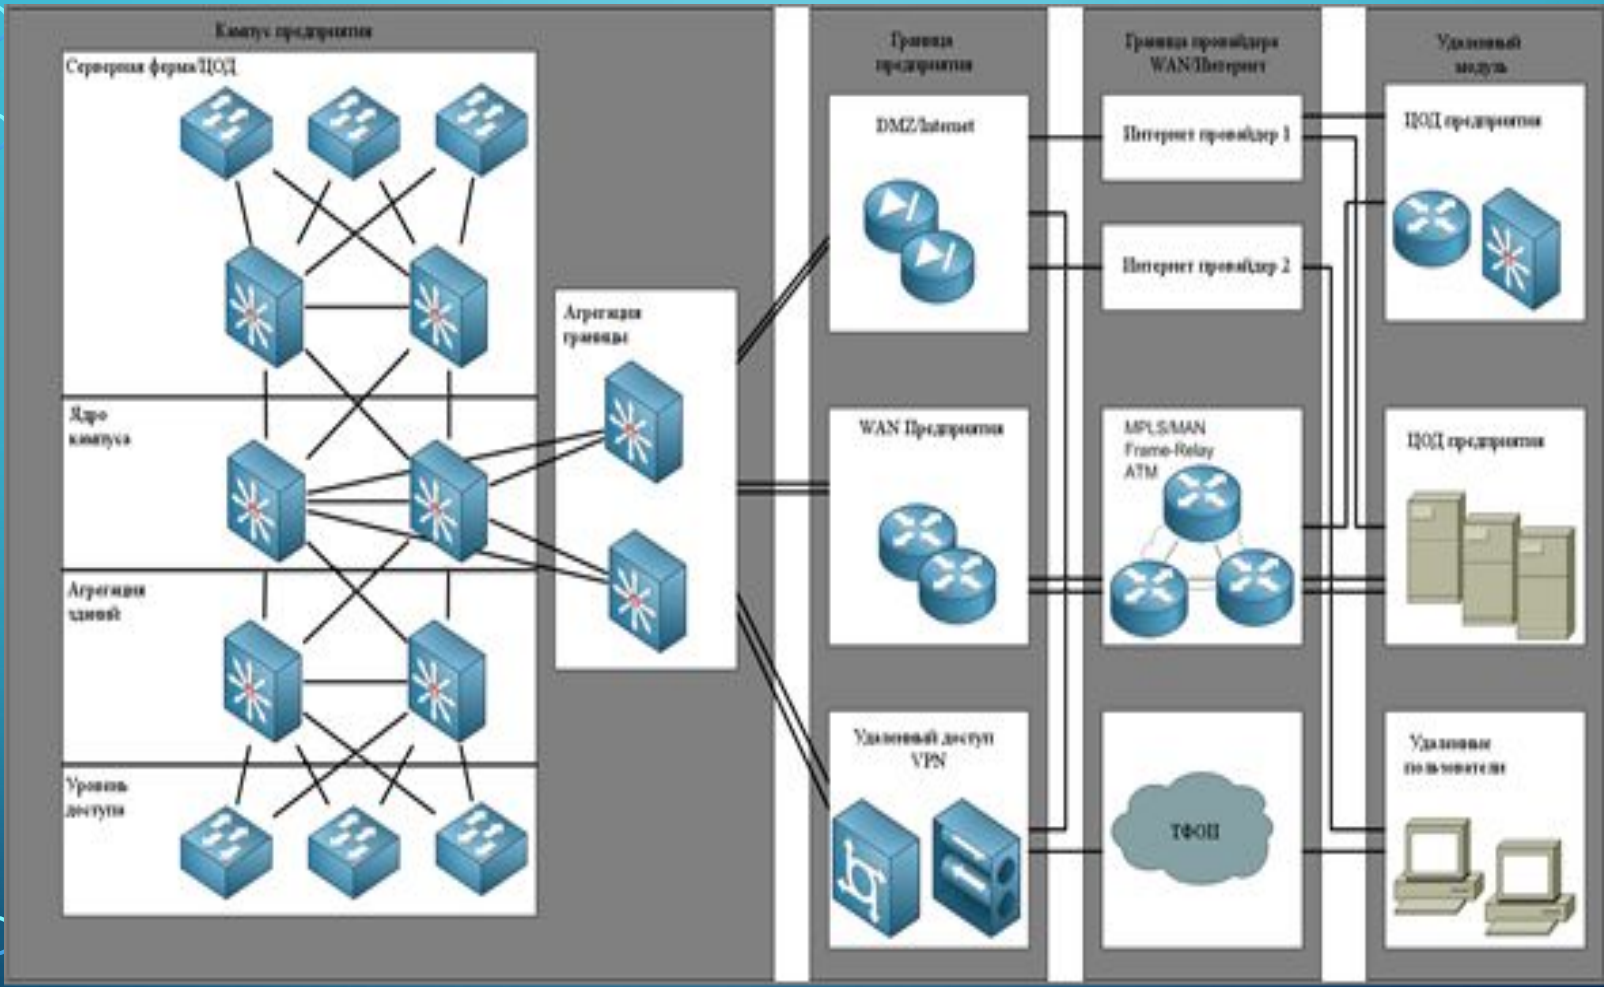 Кампус предприятия
Серверная ферма/ЦОД
Ядро
кампуса
Агрегация
зданий
Уровень
доступа
Агрегация
границы
Граница
предприятия
DMZ/Internet
WAN Предприятия
Удаленный доступ
VPN
Граница провайдера
WAN/Интернет
Интернет провайдер 1
Интернет провайдер 2
MPLS/MAN
Frame-Relay
ATM
ТФОП
Удаленный
модуль
ЦОД предприятия
ЦОД предприятия
Удаленные
пользователи